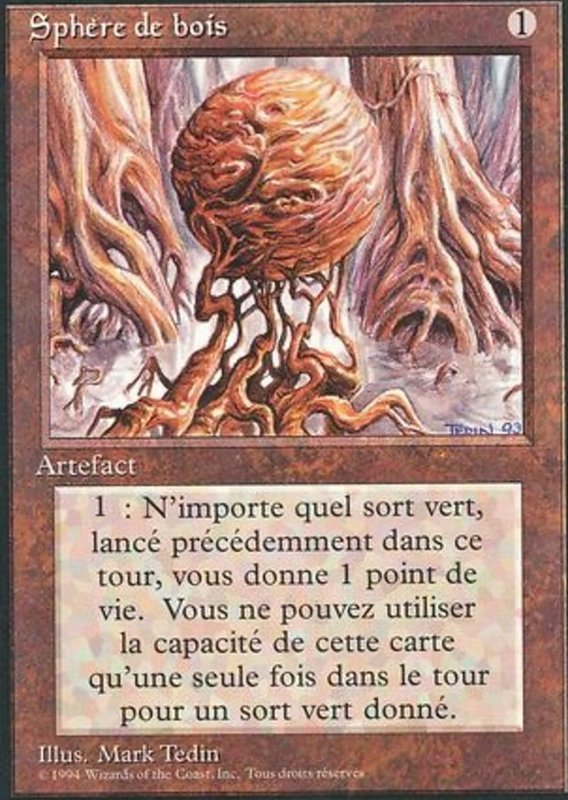 Sphère de bois
1
TEDIN 93
Artefact
1 : N'importe quel sort vert,
lancé précédemment dans ce
tour, vous donne 1 point de
vie. Vous ne pouvez utiliser
la capacité de cette carte
qu'une seule fois dans le tour
pour un sort vert donné.
Illus. Mark Tedin
© 1994 Wizards of the Coast, Inc. Tous droits réservés